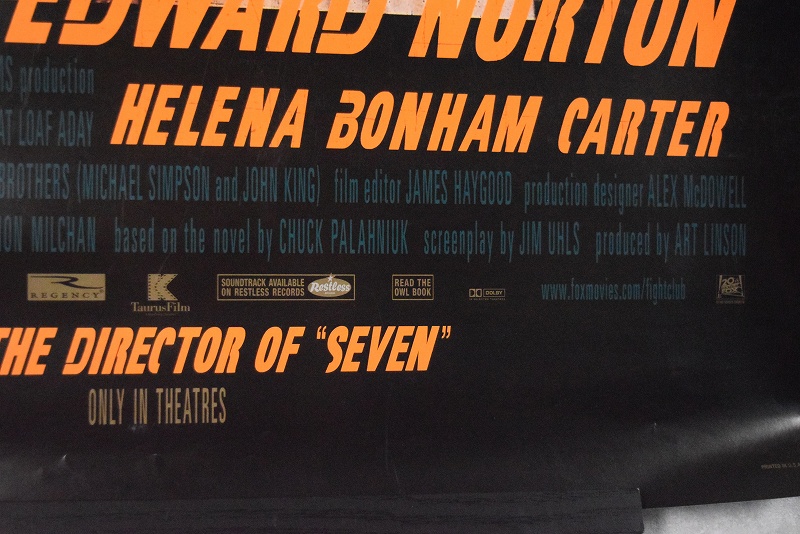 EDWARD NORTON
MS production
HELENA BONHAM CARTER
AT LOAF ADAY
BROTHERS (MICHAEL SIMPSON and JOHN KING) film editor JAMES HAYGOOD production designer ALEX McDOWELL
ON MILCHAN based on the novel by CHUCK PALAHNIUK screenplay by JIM UHLS produced by ART LINSON
R
REGENCY
K
TaurusFilm
SOUNDTRACK AVAILABLE
ON RESTLESS RECORDS
Restless
READ THE
OWL BOOK
DOLBY
www.foxmovies.com/fightclub
THE DIRECTOR OF "SEVEN"
ONLY IN THEATRES
PRINTED IN U.S.A